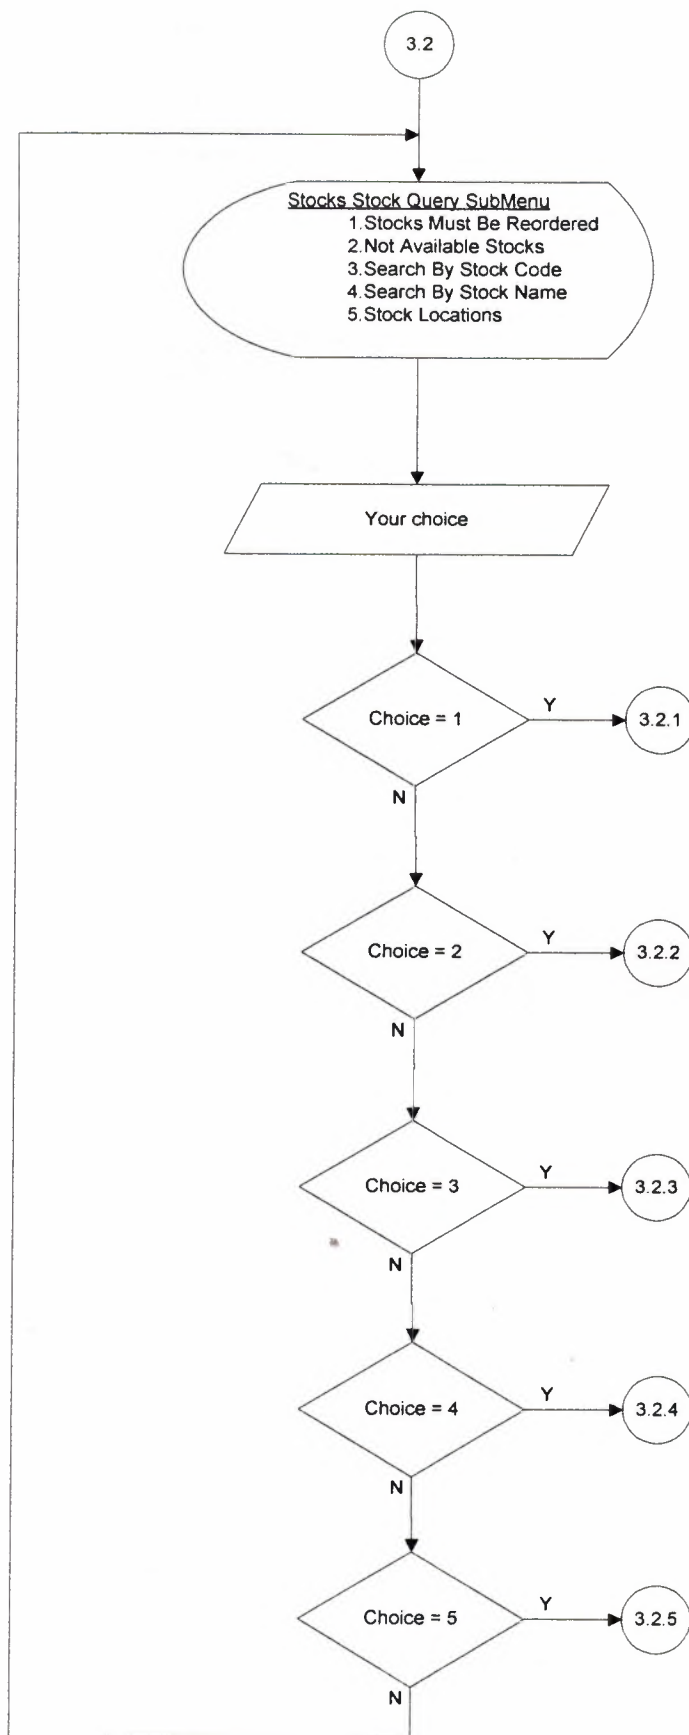 3.2
Stocks Stock Query SubMenu
1.Stocks Must Be Reordered
2.Not Available Stocks
3.Search By Stock Code
4.Search By Stock Name
5.Stock Locations
Your choice
Choice = 1
Y
3.2.1
N
Choice = 2
Y
3.2.2
N
Choice = 3
Y
3.2.3
N
Choice = 4
Y
3.2.4
N
Choice = 5
Y
3.2.5
N